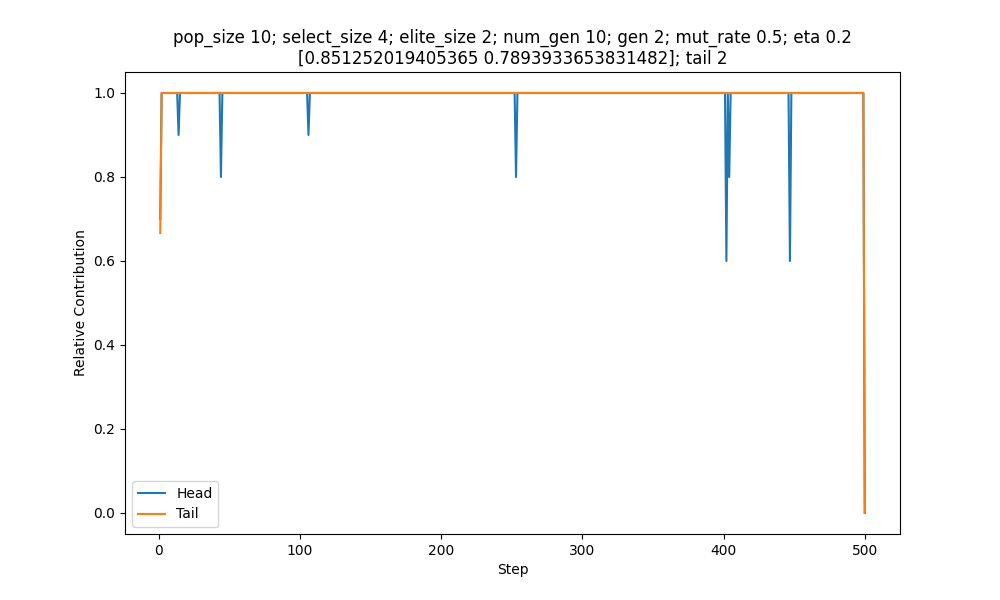 pop_size 10; select_size 4; elite_size 2; num_gen 10; gen 2; mut_rate 0.5; eta 0.2
[0.851252019405365 0.7893933653831482]; tail 2
1.0
0.8
0.6
0.4
0.2
0.0
Relative Contribution
Head
Tail
0
100
200
300
400
500
Step